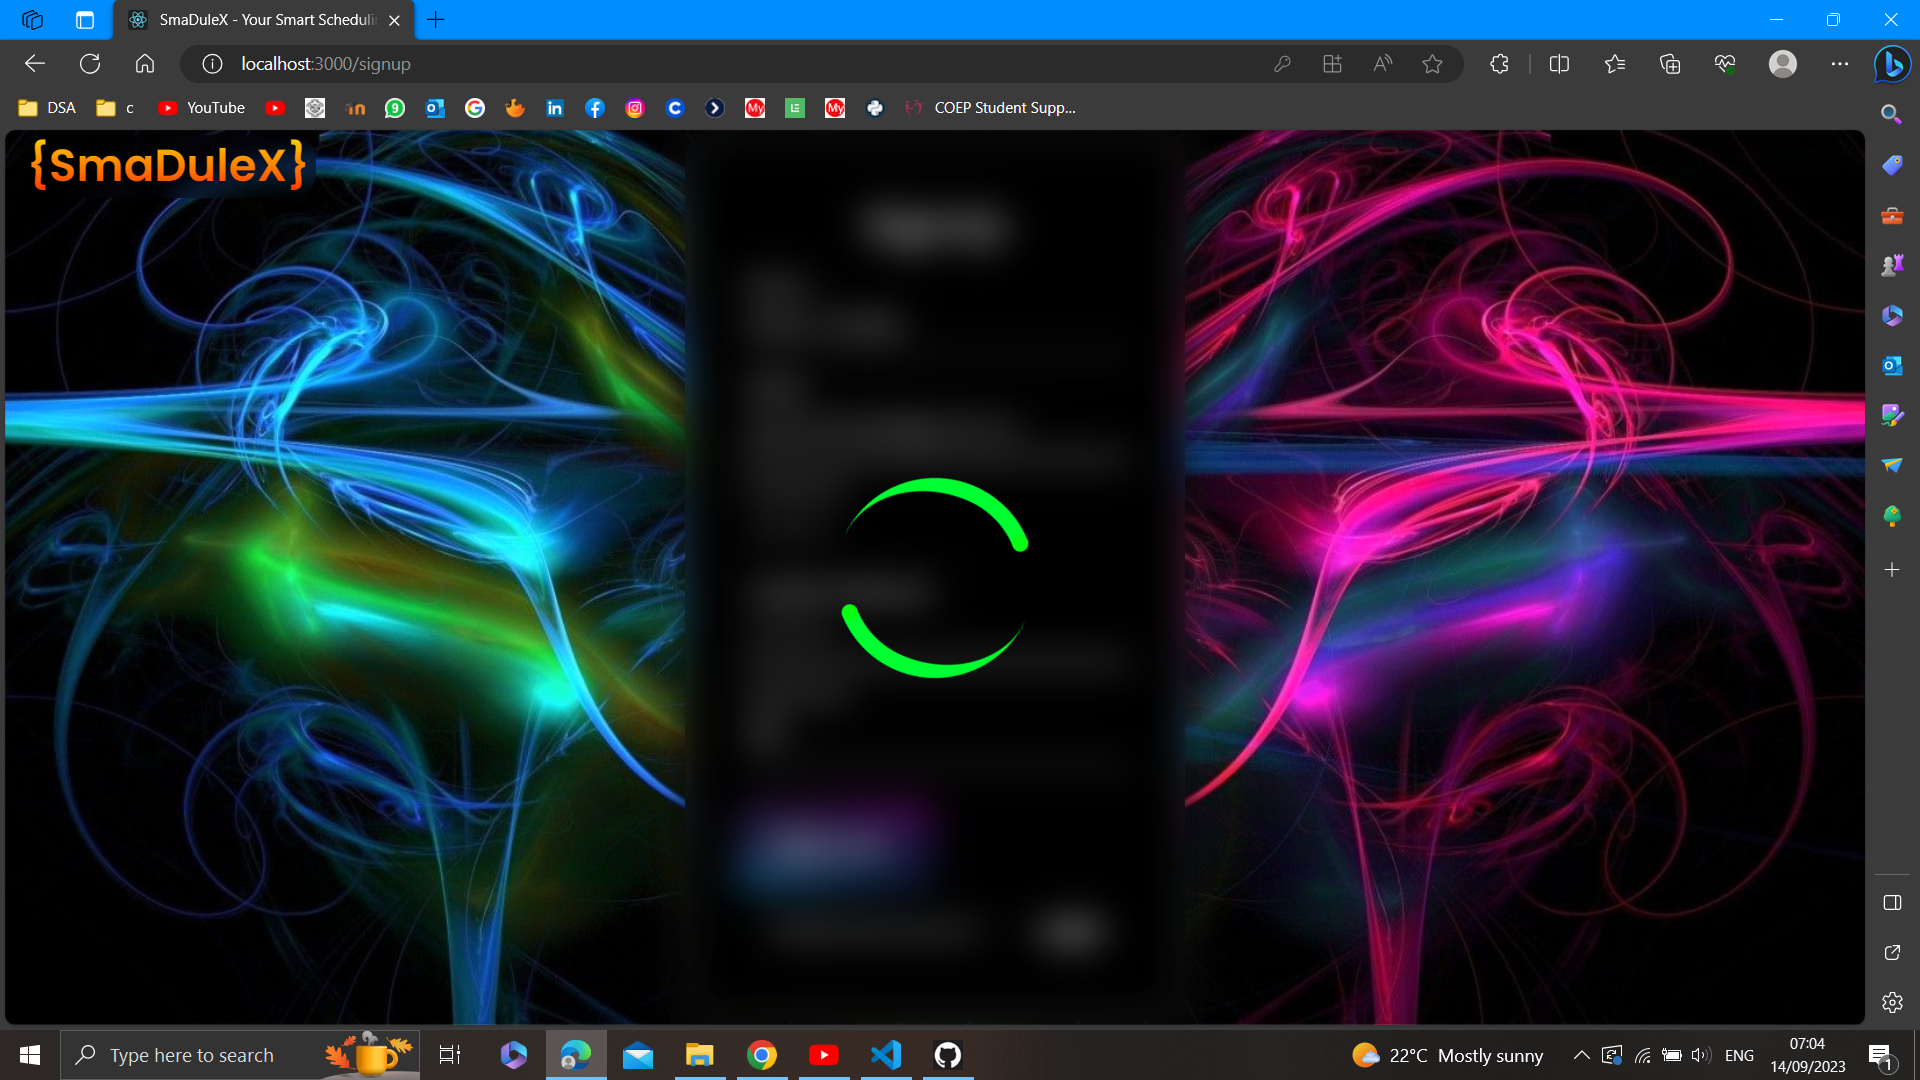 SmaDuleX - Your Smart Schedulin
localhost:3000/signup
DSA
c
YouTube
COEP Student Supp...
{SmaDuleX}
Type here to search
22°C Mostly sunny
ENG
07:04
14/09/2023
1